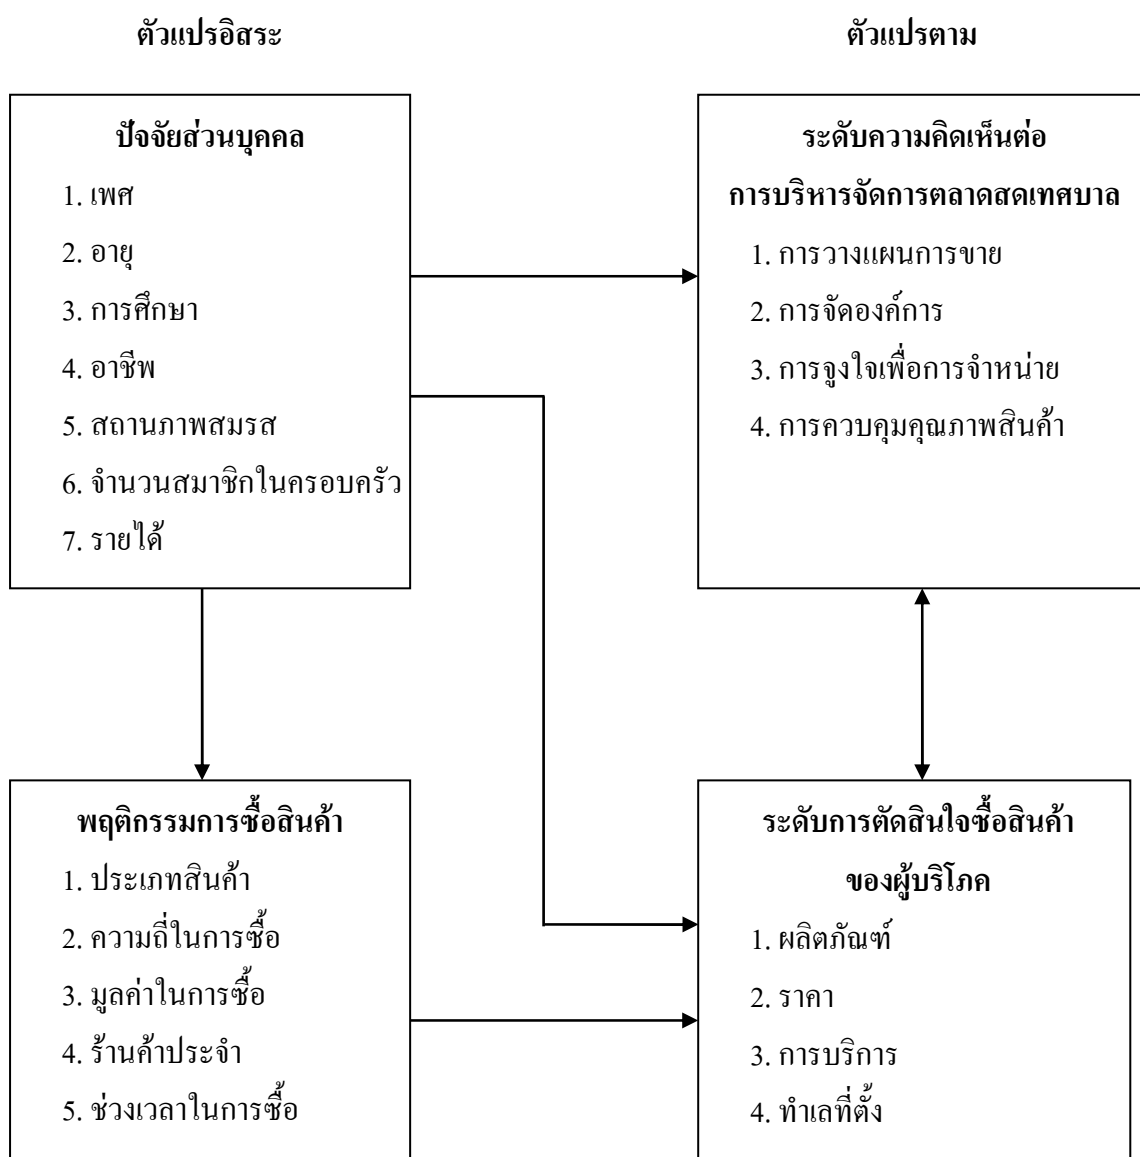 ตัวแปรอิสระ
ตัวแปรตาม
ปัจจัยส่วนบุคคล
1. เพศ
2. อายุ
3. การศึกษา
4. อาชีพ
5. สถานภาพสมรส
6. จำนวนสมาชิกในครอบครัว
7. รายได้
ระดับความคิดเห็นต่อ
การบริหารจัดการตลาดสดเทศบาล
1. การวางแผนการขาย
2. การจัดองค์การ
3. การจูงใจเพื่อการจำหน่าย
4. การควบคุมคุณภาพสินค้า
พฤติกรรมการซื้อสินค้า
1. ประเภทสินค้า
2. ความถี่ในการซื้อ
3. มูลค่าในการซื้อ
4. ร้านค้าประจำ
5. ช่วงเวลาในการซื้อ
ระดับการตัดสินใจซื้อสินค้า
ของผู้บริโภค
1. ผลิตภัณฑ์
2. ราคา
3. การบริการ
4. ทำเลที่ตั้ง